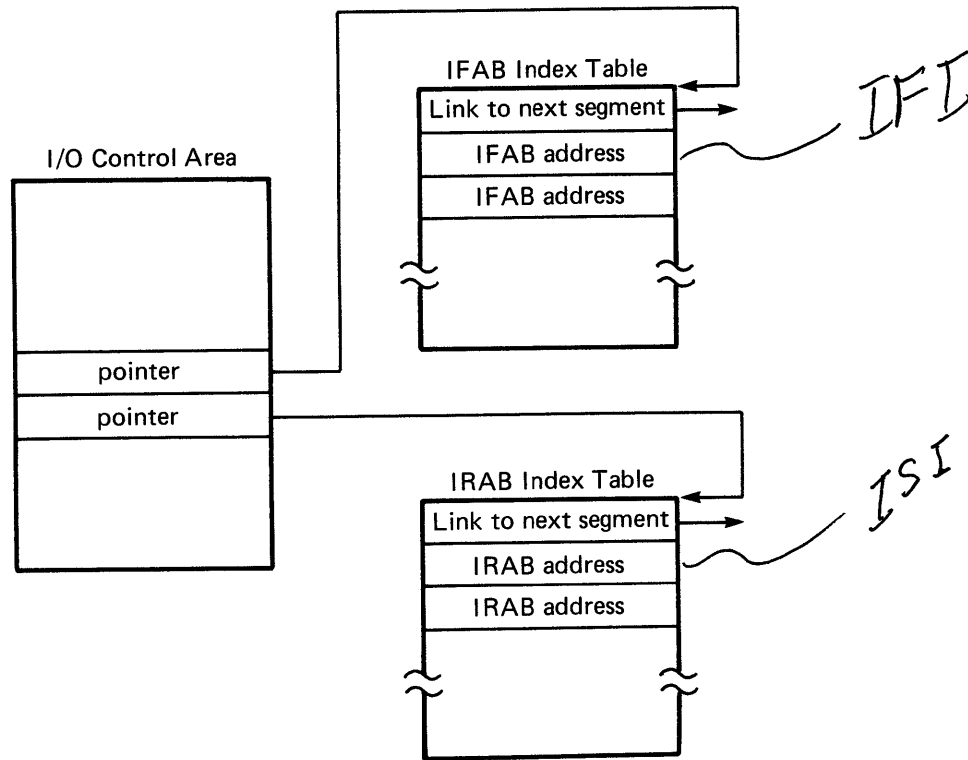 IFAB Index Table
Link to next segment
IFI
IFAB address
I/O Control Area
IFAB address
pointer
pointer
IRAB Index Table
ISI
Link to next segment
IRAB address
IRAB address